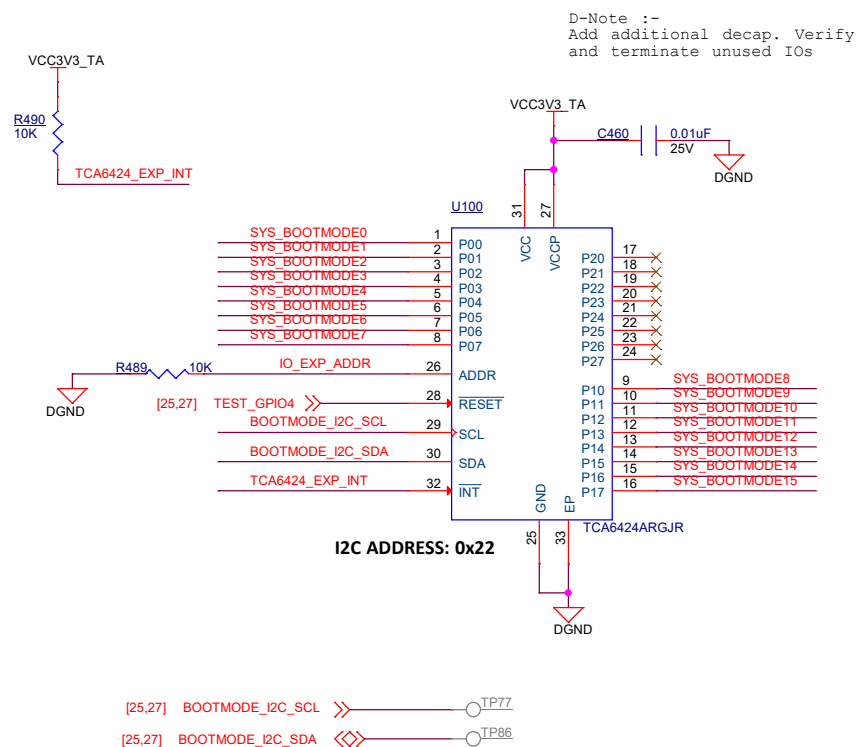 D-Note :-
Add additional decap. Verify
and terminate unused IOs
VCC3V3_TA
R490
10K
TCA6424_EXP_INT
VCC3V3_TA
C460
0.01uF
25V
DGND
U100
31
27
VCC
VCCP
SYS_BOOTMODE0 1 P00
SYS_BOOTMODE1 2 P01
SYS_BOOTMODE2 3 P02
SYS_BOOTMODE3 4 P03
SYS_BOOTMODE4 5 P04
SYS_BOOTMODE5 6 P05
SYS_BOOTMODE6 7 P06
SYS_BOOTMODE7 8 P07
P20 17
P21 18
P22 19
P23 20
P24 21
P25 22
P26 23
P27 24
R489 10K IO_EXP_ADDR 26 ADDR
DGND
[25,27] TEST_GPIO4 28 RESET
BOOTMODE_I2C_SCL 29 SCL
BOOTMODE_I2C_SDA 30 SDA
TCA6424_EXP_INT 32 INT
P10 9 SYS_BOOTMODE8
P11 10 SYS_BOOTMODE9
P12 11 SYS_BOOTMODE10
P13 12 SYS_BOOTMODE11
P14 13 SYS_BOOTMODE12
P15 14 SYS_BOOTMODE13
P16 15 SYS_BOOTMODE14
P17 16 SYS_BOOTMODE15
GND
EP
25
33
TCA6424ARGJR
I2C ADDRESS: 0x22
DGND
[25,27] BOOTMODE_I2C_SCL TP77
[25,27] BOOTMODE_I2C_SDA TP86